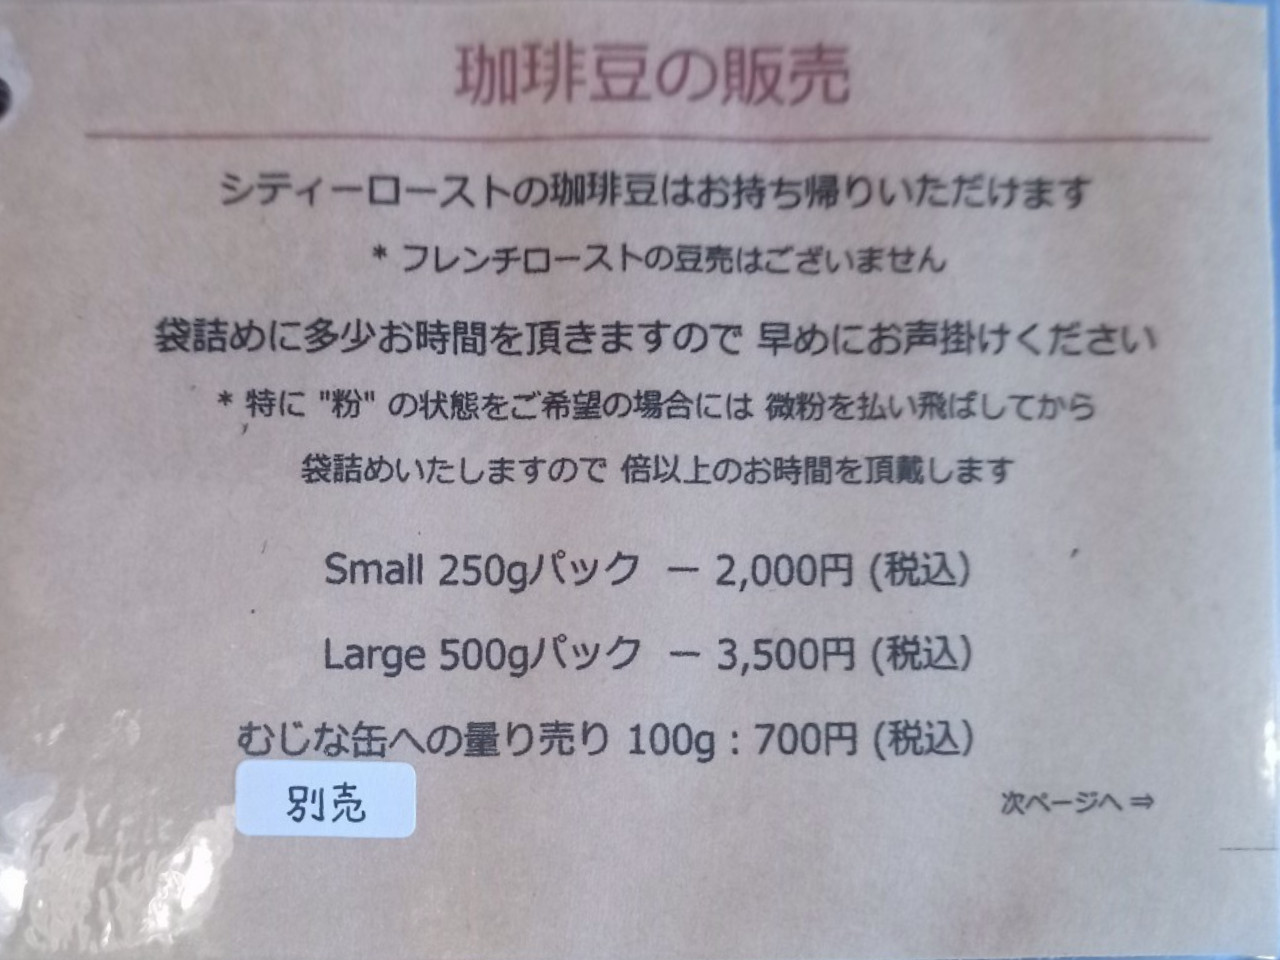 珈琲豆の販売
シティーローストの珈琲豆はお持ち帰りいただけます
* フレンチローストの豆売はございません
袋詰めに多少お時間を頂きますので 早めにお声掛けください
* 特に "粉" の状態をご希望の場合には 微粉を払い飛ばしてから
袋詰めいたしますので 倍以上のお時間を頂戴します
Small 250gパック － 2,000円 (税込)
Large 500gパック － 3,500円 (税込)
むじな缶への量り売り 100g : 700円 (税込)
別売
次ページへ ⇒